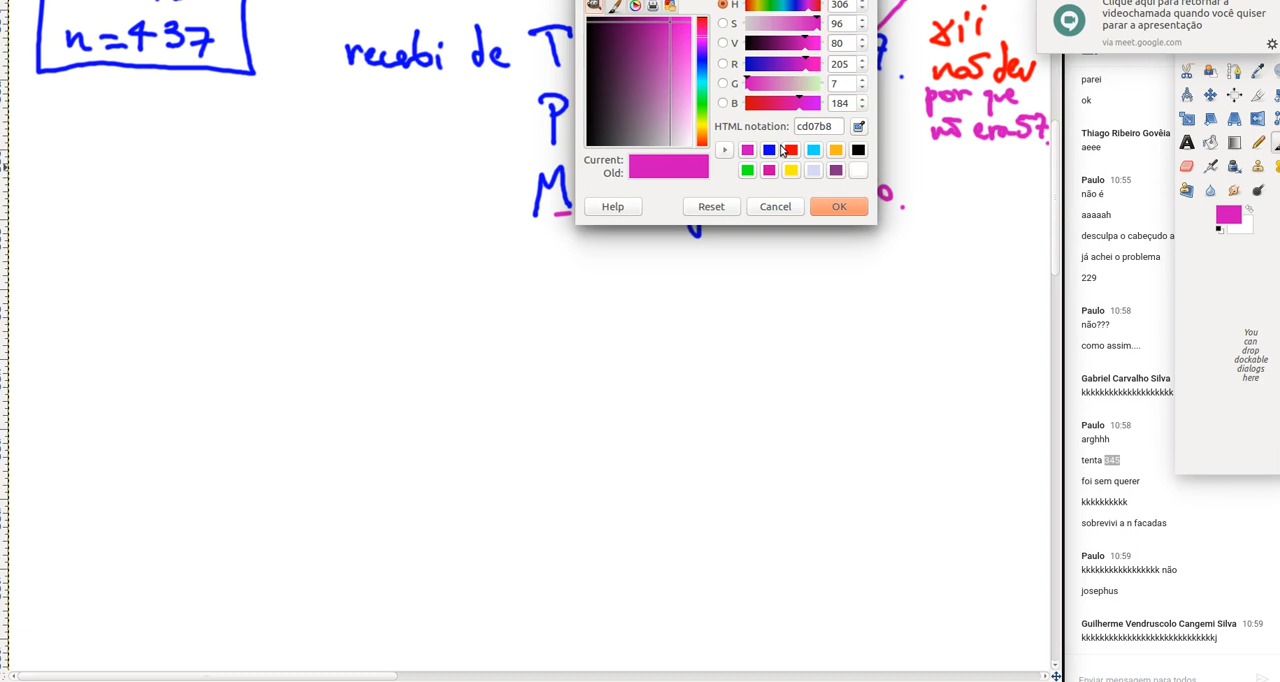 n=437
recebi de T
P
M
xii
nos deu
por que
não era 57.
H 306
S 96
V 80
R 205
G 7
B 184
HTML notation: cd07b8
Current:
Old:
Help
Reset
Cancel
OK
Clique aqui para retornar a
videochamada quando você quiser
parar a apresentação
via meet.google.com
parei
ok
Thiago Ribeiro Govêia
aeee
Paulo 10:55
não é
aaaaah
desculpa o cabeçudo a
já achei o problema
229
Paulo 10:58
não???
como assim....
Gabriel Carvalho Silva
kkkkkkkkkkkkkkkkkkk
Paulo 10:58
arghhh
tenta 345
foi sem querer
kkkkkkkkkk
sobrevivi a n facadas
Paulo 10:59
kkkkkkkkkkkkkkkkk não
josephus
Guilherme Vendruscolo Cangemi Silva 10:59
kkkkkkkkkkkkkkkkkkkkkkkkkkkj
Enviar mensagem para todos
You
can
drop
dockable
dialogs
here